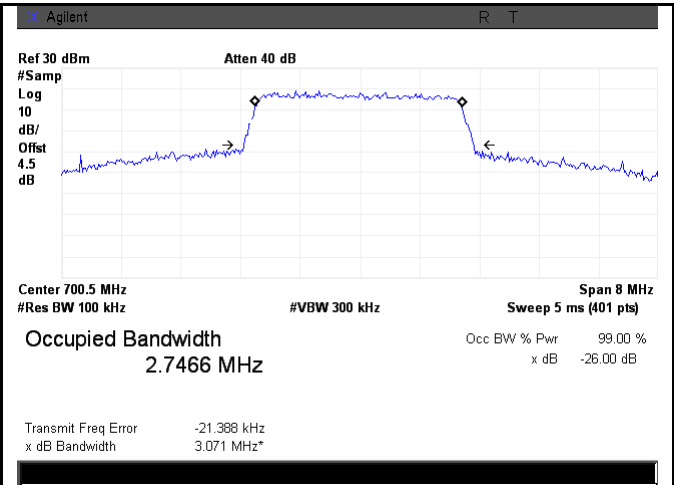 Agilent R T
Ref 30 dBm Atten 40 dB
#Samp
Log
10
dB/
Offst
4.5
dB
Center 700.5 MHz Span 8 MHz
#Res BW 100 kHz #VBW 300 kHz Sweep 5 ms (401 pts)
Occupied Bandwidth Occ BW % Pwr 99.00 %
2.7466 MHz x dB -26.00 dB
Transmit Freq Error -21.388 kHz
x dB Bandwidth 3.071 MHz*